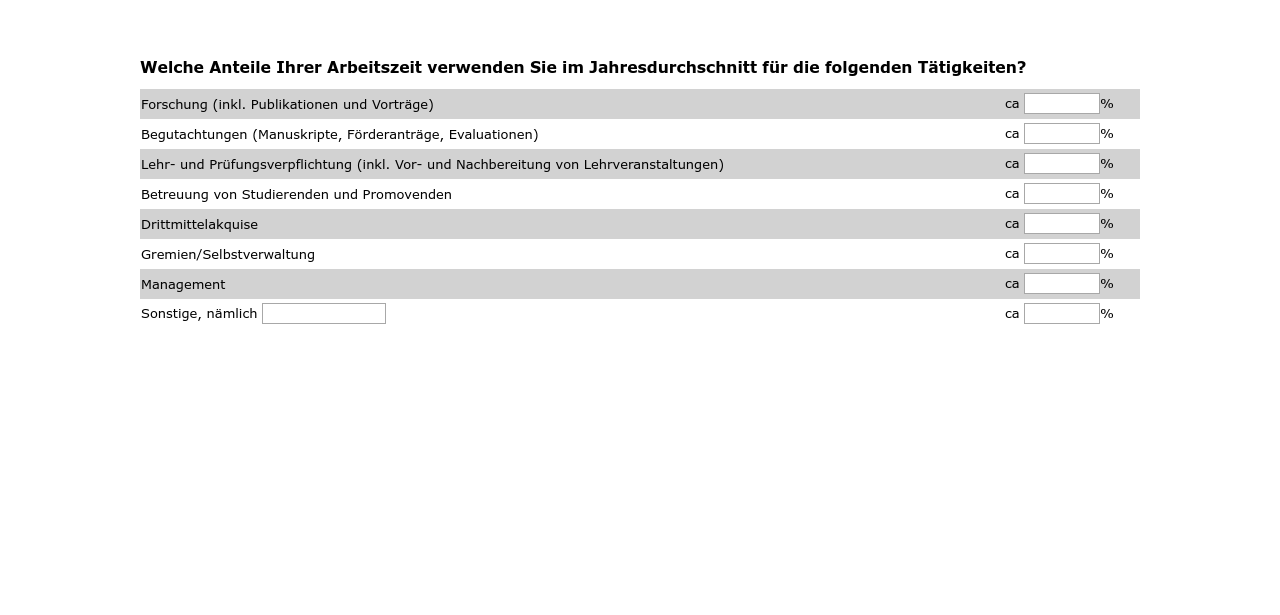 Welche Anteile Ihrer Arbeitszeit verwenden Sie im Jahresdurchschnitt für die folgenden Tätigkeiten?
Forschung (inkl. Publikationen und Vorträge) ca %
Begutachtungen (Manuskripte, Förderanträge, Evaluationen) ca %
Lehr- und Prüfungsverpflichtung (inkl. Vor- und Nachbereitung von Lehrveranstaltungen) ca %
Betreuung von Studierenden und Promovenden ca %
Drittmittelakquise ca %
Gremien/Selbstverwaltung ca %
Management ca %
Sonstige, nämlich ca %